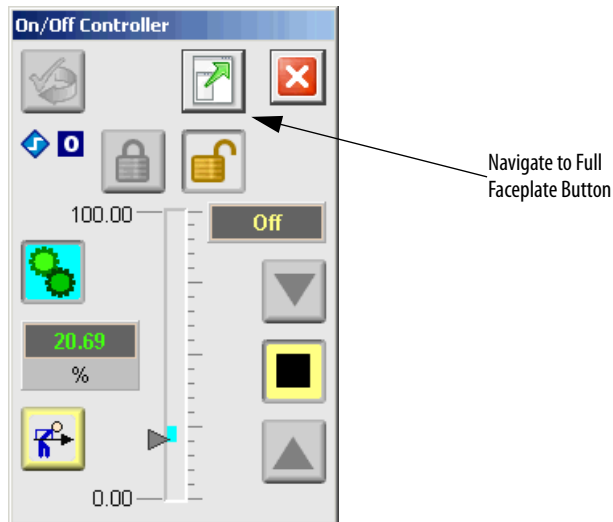 On/Off Controller
0
Navigate to Full
Faceplate Button
100.00
Off
20.69
%
0.00